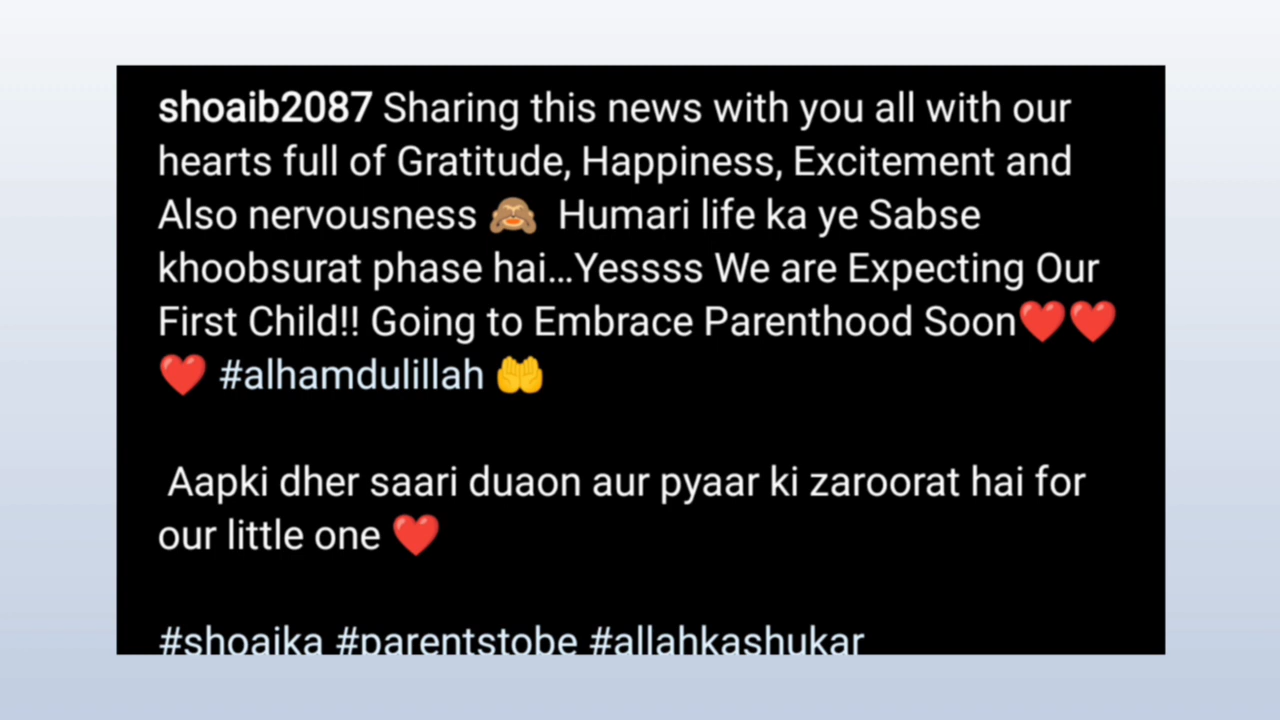 shoaib2087 Sharing this news with you all with our
hearts full of Gratitude, Happiness, Excitement and
Also nervousness 🙈 Humari life ka ye Sabse
khoobsurat phase hai...Yessss We are Expecting Our
First Child!! Going to Embrace Parenthood Soon❤️❤️
❤️ #alhamdulillah 🤲
Aapki dher saari duaon aur pyaar ki zaroorat hai for
our little one ❤️
#shoaika #parentstobe #allahkashukar